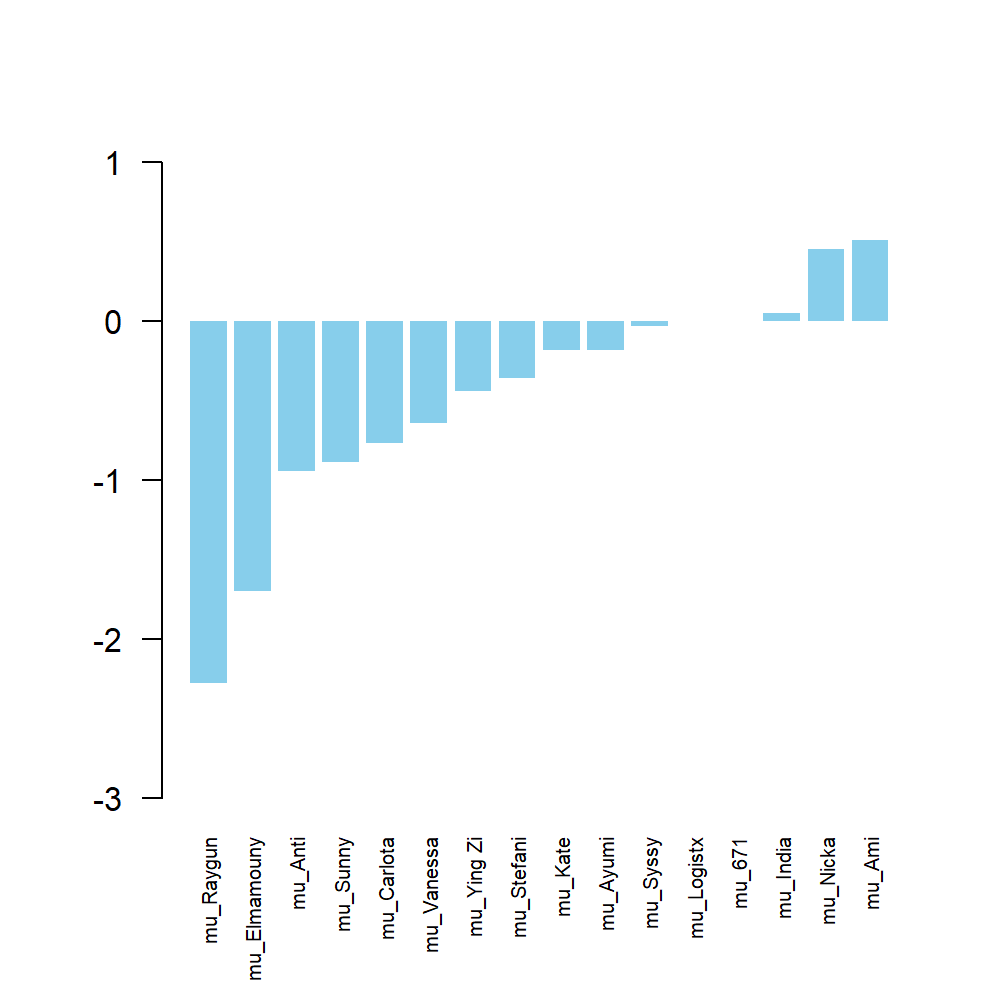 1
0
-1
-2
-3
mu_Raygun
mu_Elmamouny
mu_Anti
mu_Sunny
mu_Carlota
mu_Vanessa
mu_Ying Zi
mu_Stefani
mu_Kate
mu_Ayumi
mu_Syssy
mu_Logistx
mu_671
mu_India
mu_Nicka
mu_Ami